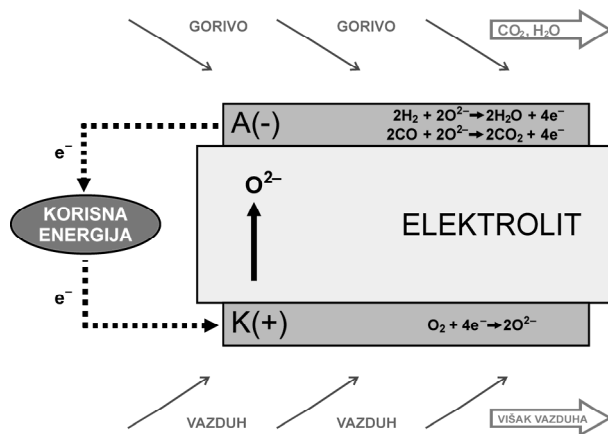 GORIVO
GORIVO
CO₂, H₂O
A(-)
2H₂ + 2O²⁻→2H₂O + 4e⁻
2CO + 2O²⁻→2CO₂ + 4e⁻
e⁻
O²⁻
KORISNA
ENERGIJA
ELEKTROLIT
e⁻
K(+)
O₂ + 4e⁻→2O²⁻
VAZDUH
VAZDUH
VIŠAK VAZDUHA